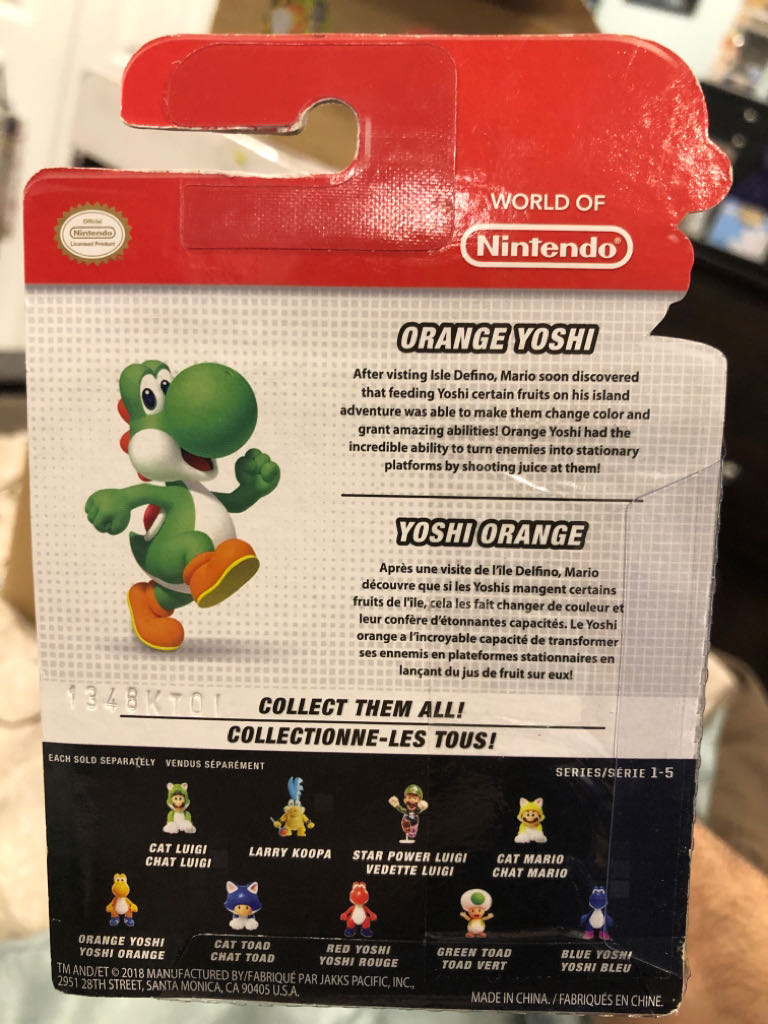 Official
Nintendo
Licensed Product
WORLD OF
Nintendo®
ORANGE YOSHI
After visting Isle Defino, Mario soon discovered
that feeding Yoshi certain fruits on his island
adventure was able to make them change color and
grant amazing abilities! Orange Yoshi had the
incredible ability to turn enemies into stationary
platforms by shooting juice at them!
YOSHI ORANGE
Après une visite de l'île Delfino, Mario
découvre que si les Yoshis mangent certains
fruits de l'île, cela les fait changer de couleur et
leur confère d'étonnantes capacités. Le Yoshi
orange a l'incroyable capacité de transformer
ses ennemis en plateformes stationnaires en
lançant du jus de fruit sur eux!
1348KT01
COLLECT THEM ALL!
COLLECTIONNE-LES TOUS!
EACH SOLD SEPARATELY VENDUS SÉPARÉMENT
SERIES/SÉRIE 1-5
CAT LUIGI
CHAT LUIGI
LARRY KOOPA
STAR POWER LUIGI
VEDETTE LUIGI
CAT MARIO
CHAT MARIO
ORANGE YOSHI
YOSHI ORANGE
CAT TOAD
CHAT TOAD
RED YOSHI
YOSHI ROUGE
GREEN TOAD
TOAD VERT
BLUE YOSHI
YOSHI BLEU
TM AND/ET © 2018 MANUFACTURED BY/FABRIQUÉ PAR JAKKS PACIFIC, INC.,
2951 28TH STREET, SANTA MONICA, CA 90405 U.S.A.
MADE IN CHINA. / FABRIQUÉS EN CHINE.